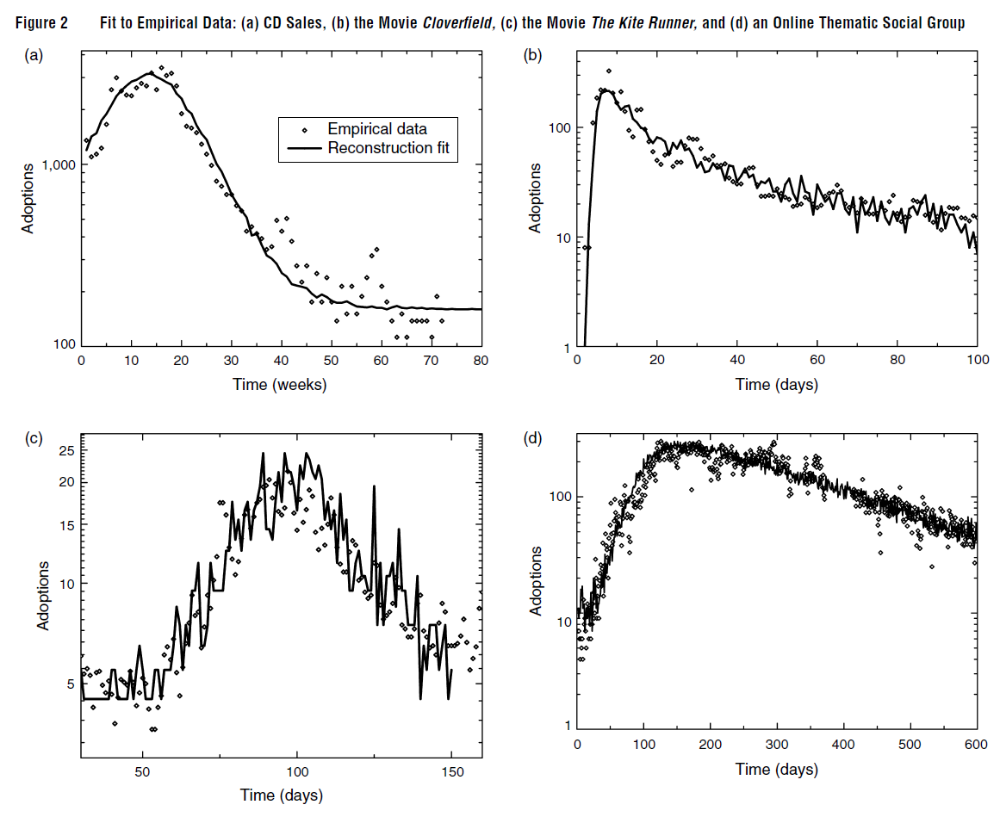 Figure 2 Fit to Empirical Data: (a) CD Sales, (b) the Movie Cloverfield, (c) the Movie The Kite Runner, and (d) an Online Thematic Social Group
(a)
Adoptions
1,000
100
0 10 20 30 40 50 60 70 80
Time (weeks)
Empirical data
Reconstruction fit
(b)
Adoptions
100
10
1
0 20 40 60 80 100
Time (days)
(c)
Adoptions
25
20
15
10
5
50 100 150
Time (days)
(d)
Adoptions
100
10
1
0 100 200 300 400 500 600
Time (days)